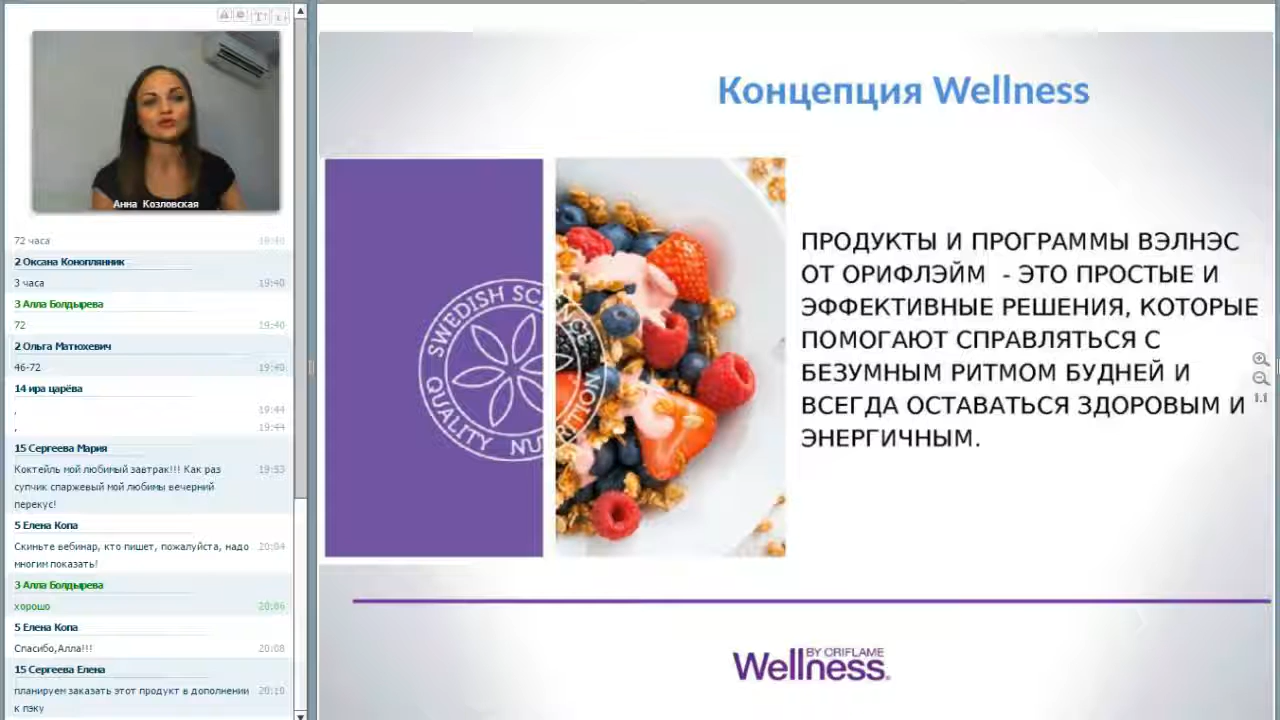 Анна Козловская
72 часа
2 Оксана Коноплянник
3 часа 19:40
3 Алла Болдырева
72 19:40
2 Ольга Матюхевич
46-72 19:40
14 ира царёва
, 19:44
, 19:44
15 Сергеева Мария
Коктейль мой любимый завтрак!!! Как раз 19:53
супчик спаржевый мой любимы вечерний
перекус!
5 Елена Копа
Скиньте вебинар, кто пишет, пожалуйста, надо 20:04
многим показать!
3 Алла Болдырева
хорошо 20:06
5 Елена Копа
Спасибо,Алла!!! 20:08
15 Сергеева Елена
планируем заказать этот продукт в дополнении 20:10
к пэку
Концепция Wellness
SWEDISH SCIENCE
QUALITY NUTRITION
ПРОДУКТЫ И ПРОГРАММЫ ВЭЛНЭС
ОТ ОРИФЛЭЙМ - ЭТО ПРОСТЫЕ И
ЭФФЕКТИВНЫЕ РЕШЕНИЯ, КОТОРЫЕ
ПОМОГАЮТ СПРАВЛЯТЬСЯ С
БЕЗУМНЫМ РИТМОМ БУДНЕЙ И
ВСЕГДА ОСТАВАТЬСЯ ЗДОРОВЫМ И
ЭНЕРГИЧНЫМ.
1:1
BY ORIFLAME
Wellness